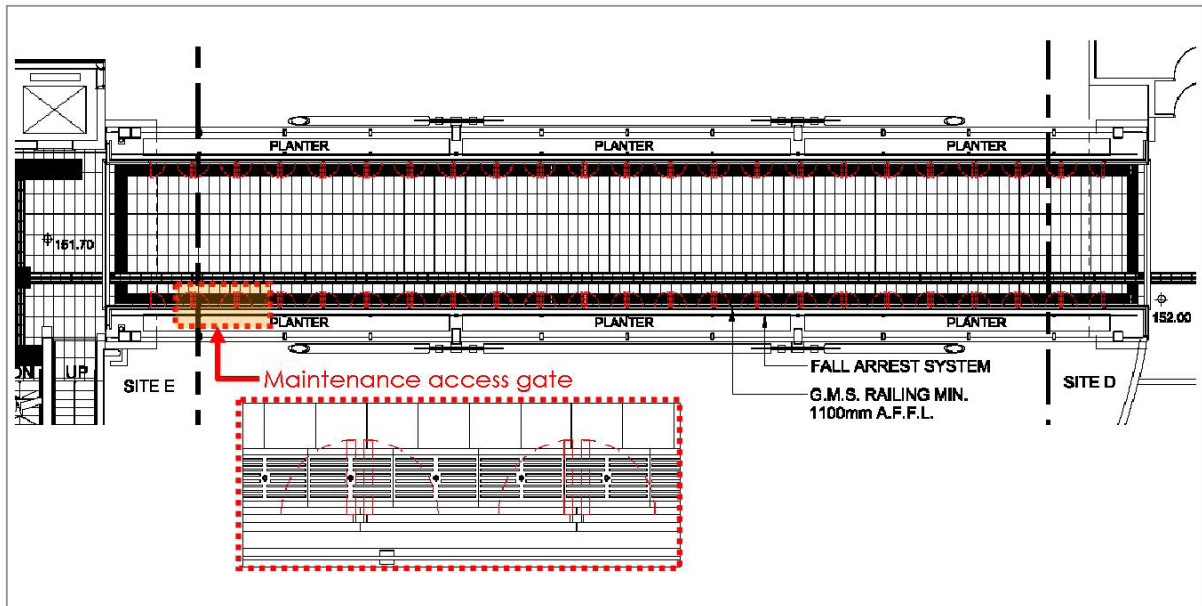 PLANTER
PLANTER
PLANTER
151.70
152.00
PLANTER
PLANTER
PLANTER
FALL ARREST SYSTEM
UP
SITE E
Maintenance access gate
G.M.S. RAILING MIN.
1100mm A.F.F.L.
SITE D